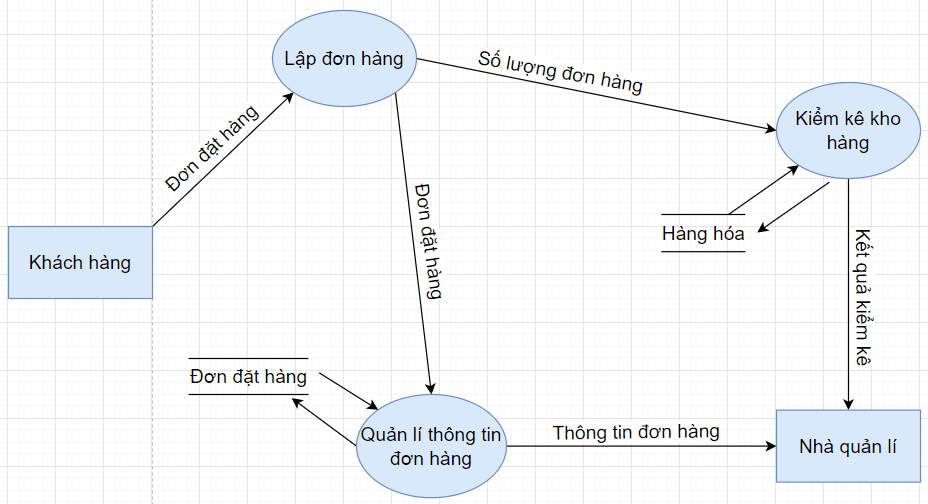 Lập đơn hàng
Số lượng đơn hàng
Kiểm kê kho
hàng
Đơn đặt hàng
Đơn đặt hàng
Hàng hóa
Khách hàng
Kết quả kiểm kê
Đơn đặt hàng
Quản lí thông tin
đơn hàng
Thông tin đơn hàng
Nhà quản lí